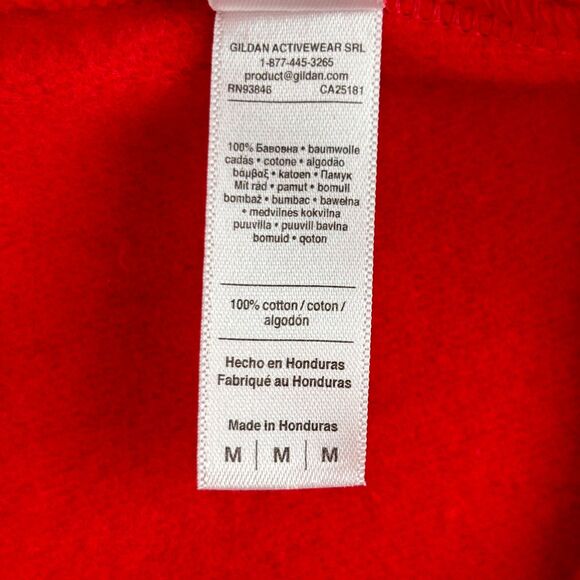 GILDAN ACTIVEWEAR SRL
1-877-445-3265
product@gildan.com
RN93846 CA25181
100% Бавовна • baumwolle
cadás • cotone • algodão
βάμβαξ • katoen • Памук
Mit rád • pamut • bomull
bombaž • bumbac • bawełna
• medvilnes kokvilna
puuvilla • puuvill bavlna
bomuld • qoton
100% cotton / coton /
algodón
Hecho en Honduras
Fabriqué au Honduras
Made in Honduras
M | M | M